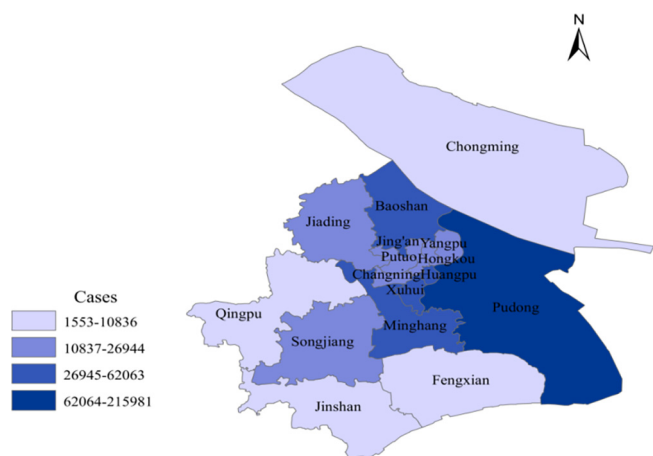 N
Chongming
Baoshan
Jiading
Jing'an
Yangpu
Putuo
Hongkou
Changning
Huangpu
Xuhui
Pudong
Qingpu
Minghang
Songjiang
Fengxian
Jinshan
Cases
1553-10836
10837-26944
26945-62063
62064-215981